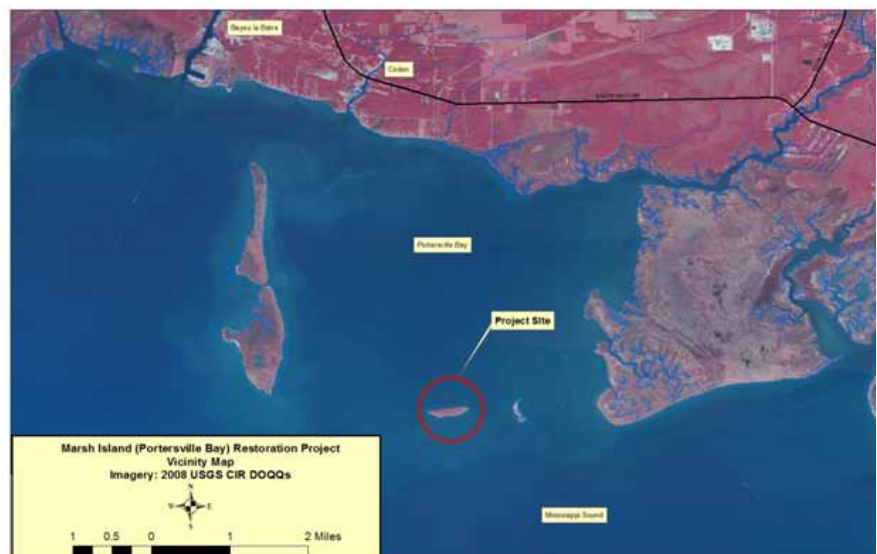 Bayou la Batre
Coden
Portersville Bay
Project Site
Marsh Island (Portersville Bay) Restoration Project
Vicinity Map
Imagery: 2008 USGS CIR DOQQs
N
W E
S
1 0.5 0 1 2 Miles
Mississippi Sound